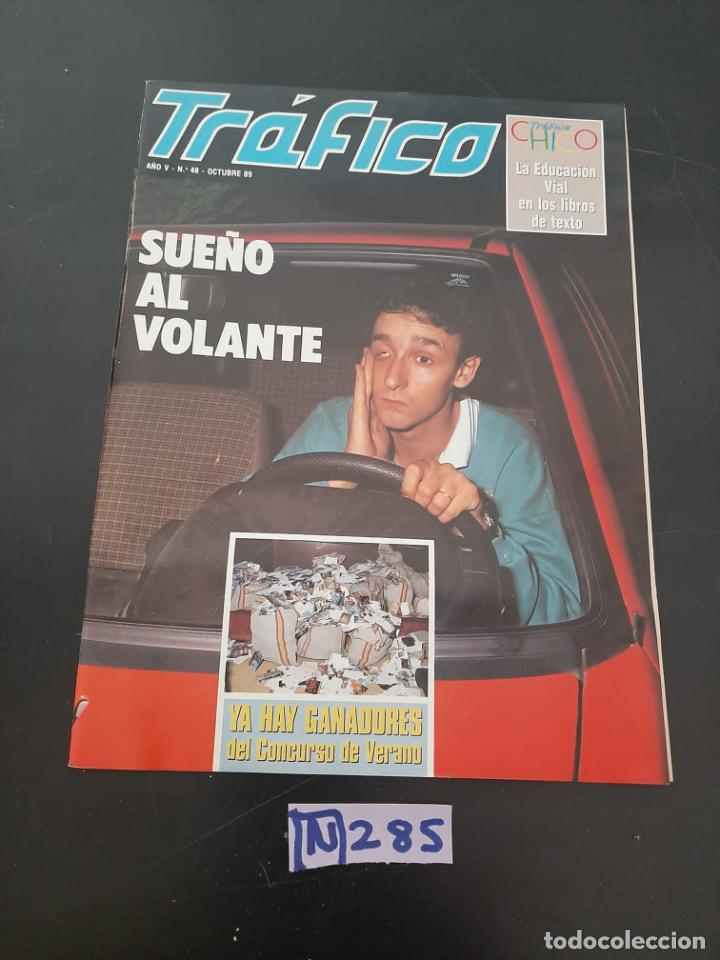 Tráfico
AÑO V - N.º 48 - OCTUBRE 89
Tráfico
CHICO
La Educación
Vial
en los libros
de texto
SUEÑO
AL
VOLANTE
YA HAY GANADORES
del Concurso de Verano
N 285
todocoleccion